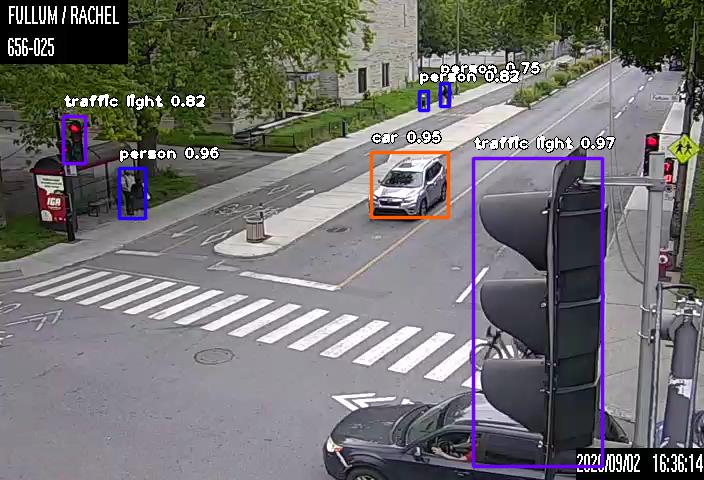 FULLUM / RACHEL
656-025
person 0.75
person 0.82
traffic light 0.82
car 0.95
traffic light 0.97
person 0.96
IGA
2020/09/02 16:36:14